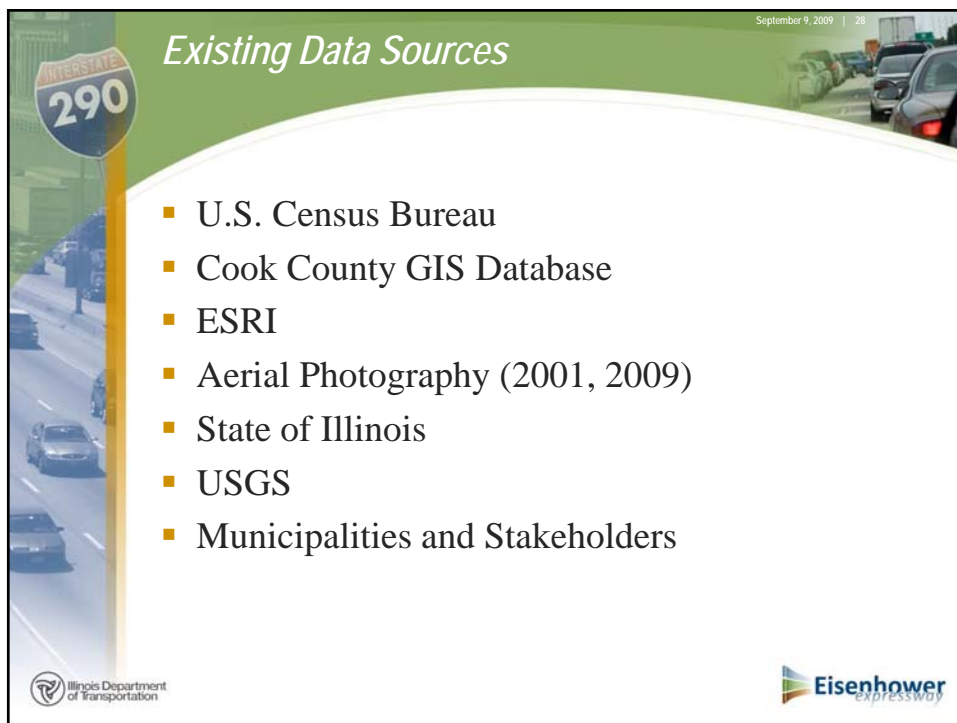 September 9, 2009 | 28
Existing Data Sources
INTERSTATE
290
▪ U.S. Census Bureau
▪ Cook County GIS Database
▪ ESRI
▪ Aerial Photography (2001, 2009)
▪ State of Illinois
▪ USGS
▪ Municipalities and Stakeholders
Illinois Department
of Transportation
Eisenhower
expressway